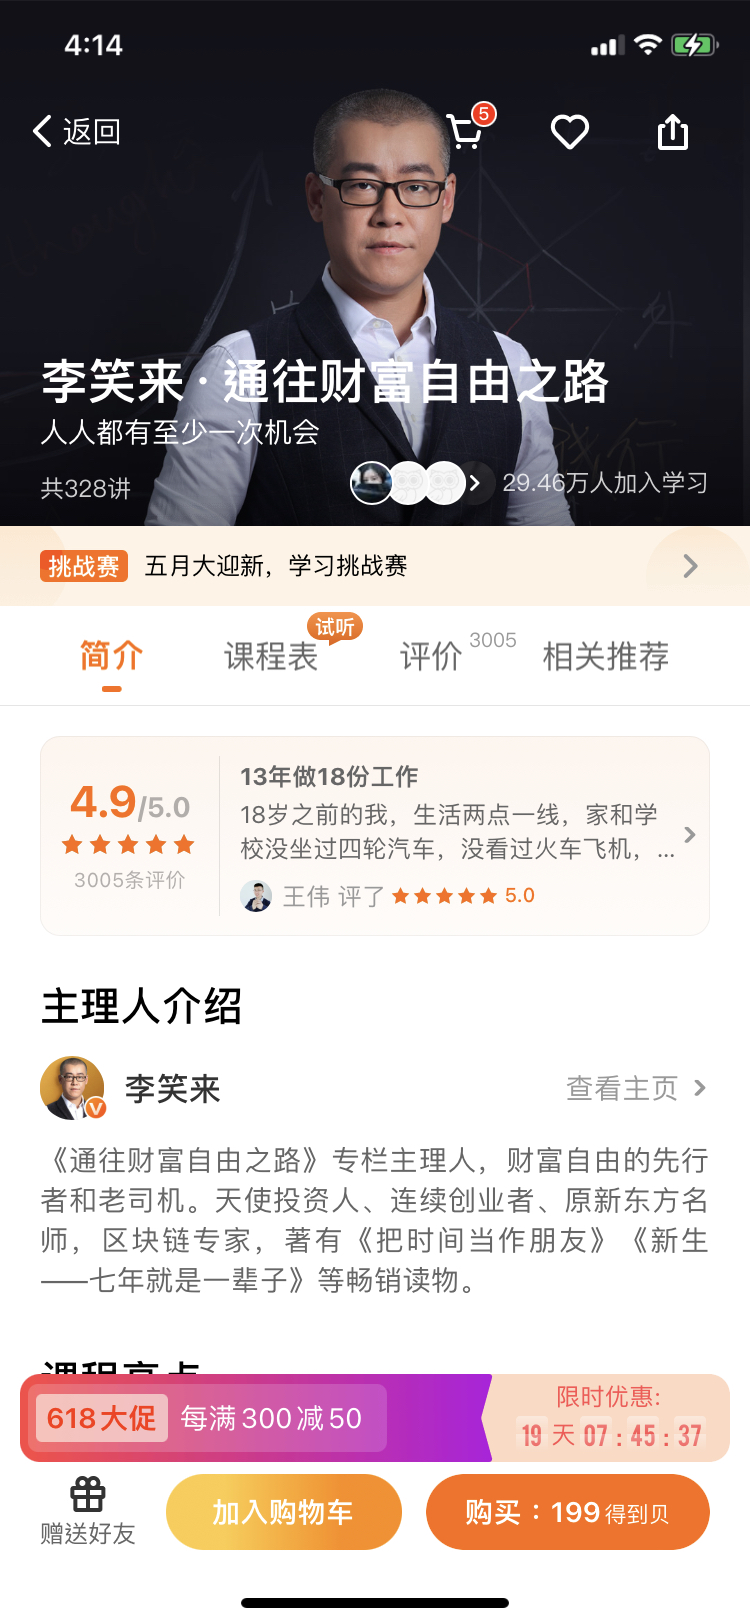 4:14
返回
5
李笑来·通往财富自由之路
人人都有至少一次机会
共328讲
29.46万人加入学习
挑战赛 五月大迎新，学习挑战赛
试听
简介 课程表 评价 3005 相关推荐
4.9/5.0
3005条评价
13年做18份工作
18岁之前的我，生活两点一线，家和学
校没坐过四轮汽车，没看过火车飞机，...
王伟 评了 5.0
主理人介绍
李笑来
查看主页
《通往财富自由之路》专栏主理人，财富自由的先行
者和老司机。天使投资人、连续创业者、原新东方名
师，区块链专家，著有《把时间当作朋友》《新生
——七年就是一辈子》等畅销读物。
618大促 每满300减50
限时优惠:
19 天 07 : 45 : 37
赠送好友
加入购物车
购买：199得到贝